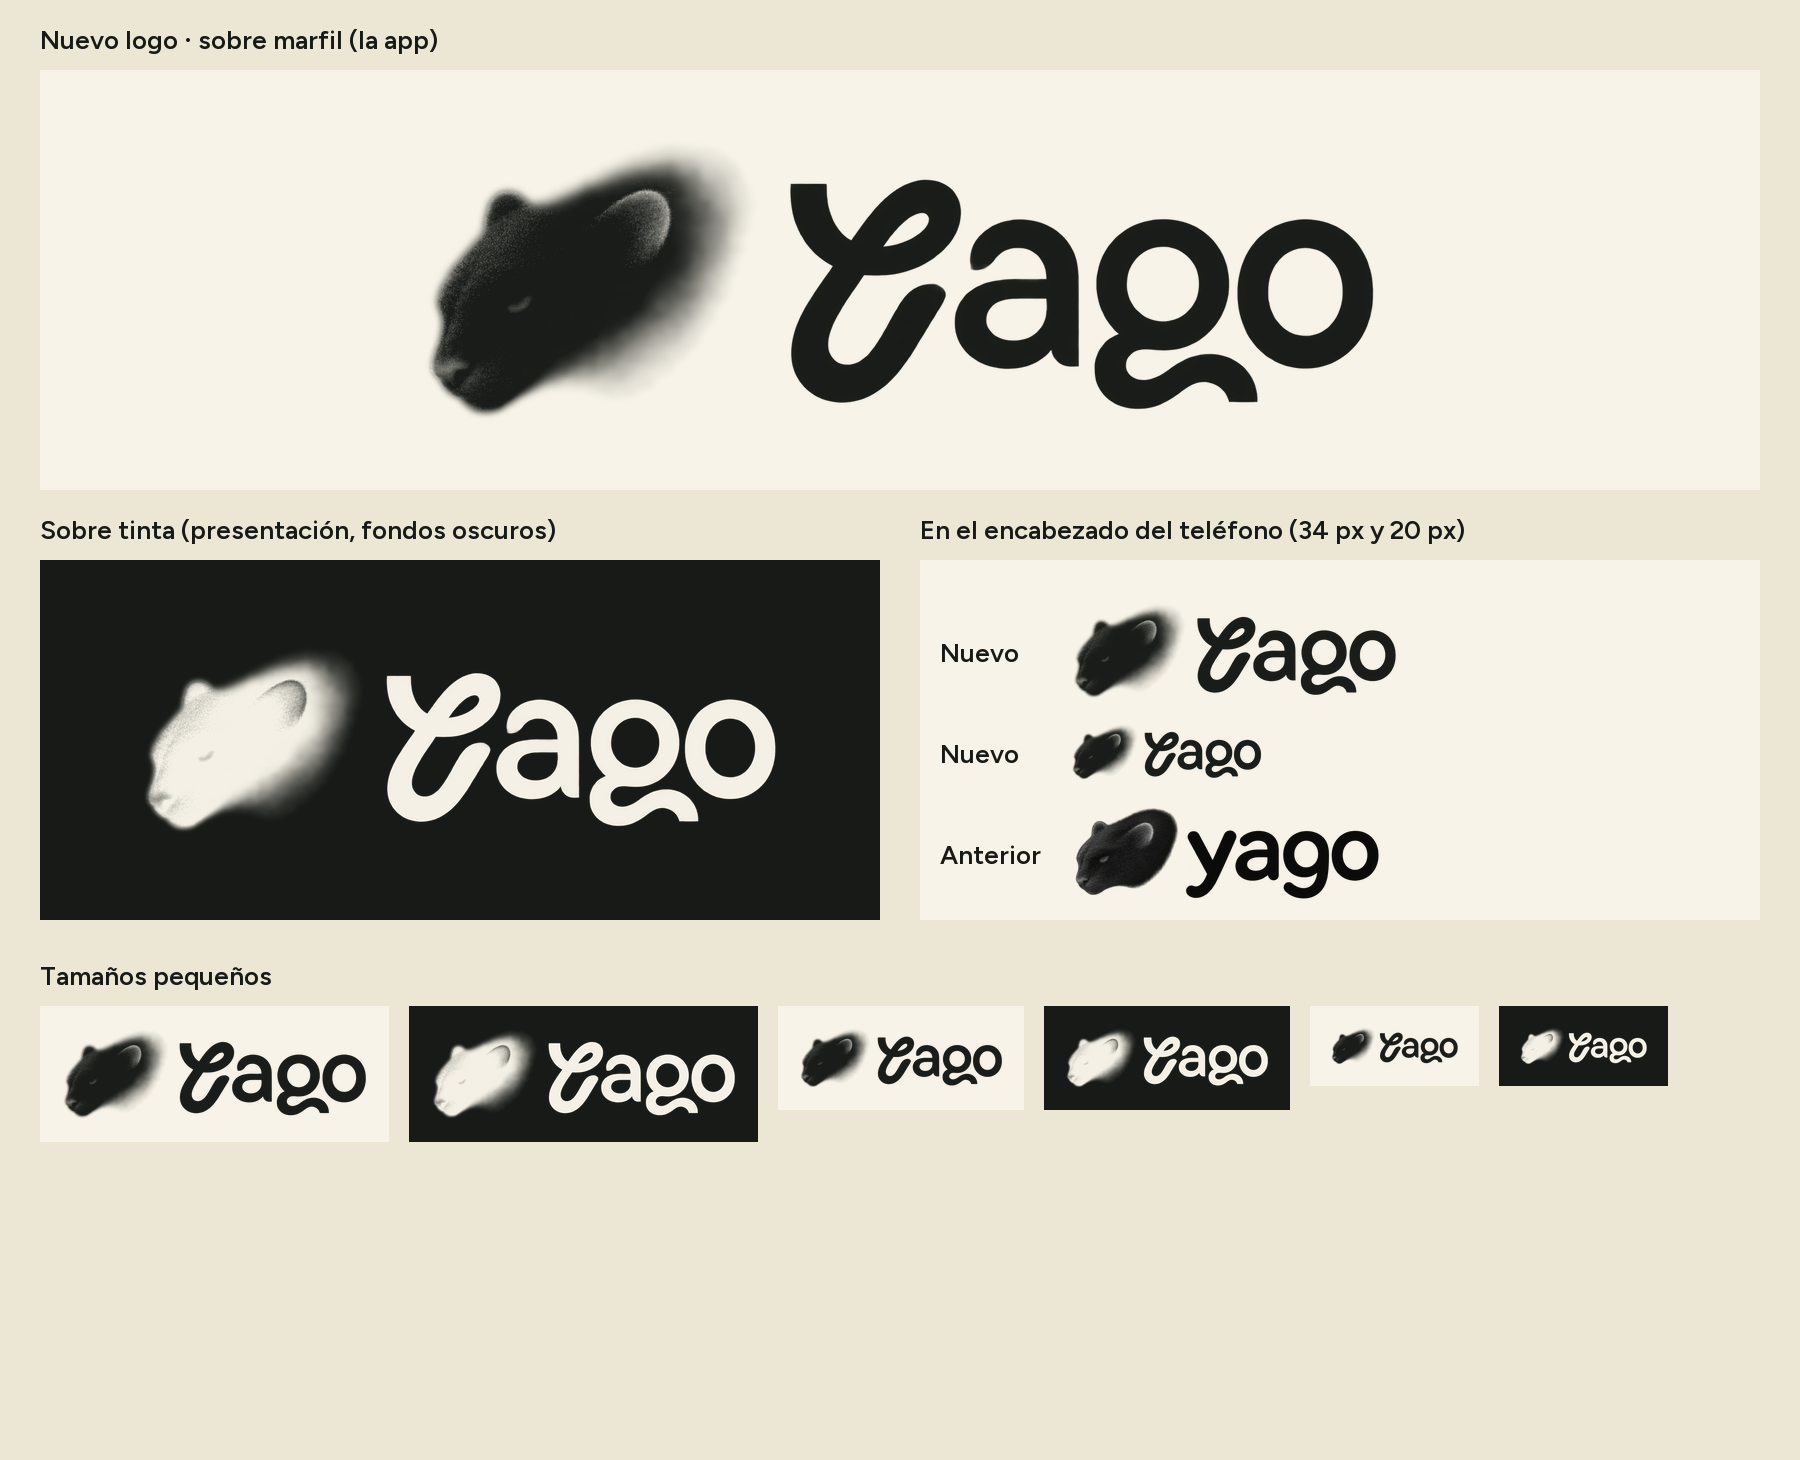 Nuevo logo · sobre marfil (la app)
Yago
Sobre tinta (presentación, fondos oscuros)
Yago
En el encabezado del teléfono (34 px y 20 px)
Nuevo Yago
Nuevo Yago
Anterior yago
Tamaños pequeños
Yago Yago Yago Yago Yago Yago